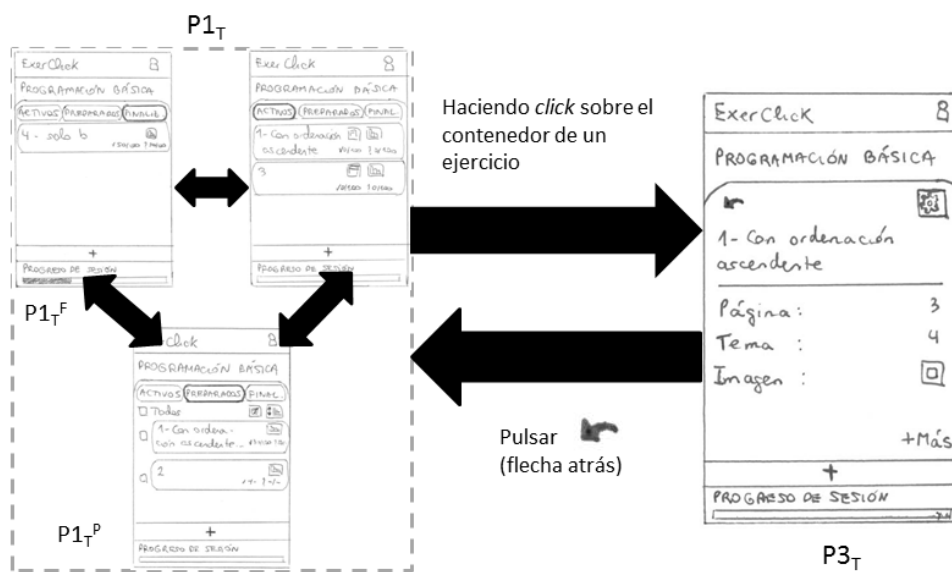 P1T
ExerClick
PROGRAMACIÓN BÁSICA
ACTIVOS PREPARADOS FINALIZ.
4 - solo b
+
PROGRESO DE SESIÓN
P1TF
ExerClick
PROGRAMACIÓN BÁSICA
ACTIVOS PREPARADOS FINAL.
1- Con ordenación
ascendente
3
+
PROGRESO DE SESIÓN
Click
PROGRAMACIÓN BÁSICA
ACTIVOS PREPARADOS FINAL.
Todos
1- Con ordena-
ción ascendente...
2
+
PROGRESO DE SESIÓN
P1TP
Haciendo click sobre el
contenedor de un
ejercicio
Pulsar
(flecha atrás)
ExerClick
PROGRAMACIÓN BÁSICA
1- Con ordenación
ascendente
Página: 3
Tema : 4
Imagen :
+Más
+
PROGRESO DE SESIÓN
P3T